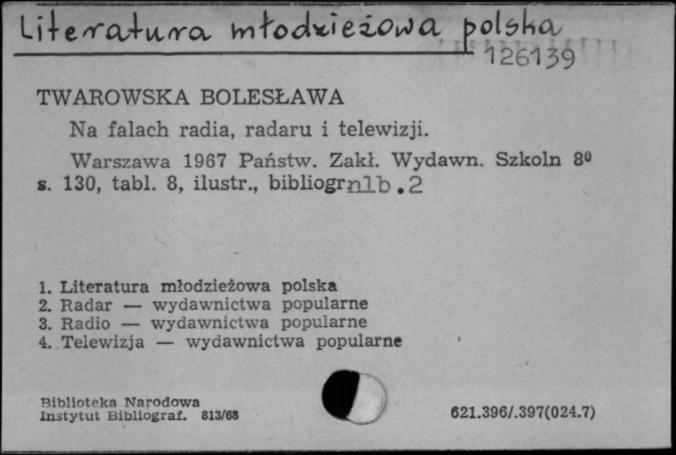 Literatura młodzieżowa polska
126139
TWAROWSKA BOLESŁAWA
Na falach radia, radaru i telewizji.
Warszawa 1967 Państw. Zakł. Wydawn. Szkoln 8⁰
s. 130, tabl. 8, ilustr., bibliogr nlb.2
1. Literatura młodzieżowa polska
2. Radar — wydawnictwa popularne
3. Radio — wydawnictwa popularne
4. Telewizja — wydawnictwa popularne
Biblioteka Narodowa
Instytut Bibliograf. 813/68
621.396/.397(024.7)